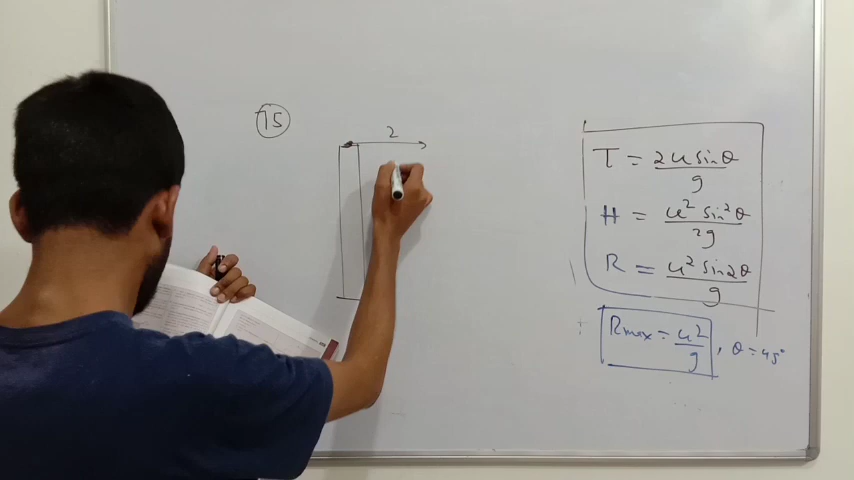 15
2
T = 2u sinθ / g
H = u² sin²θ / 2g
R = u² sin2θ / g
Rmax = u² / g , θ = 45°